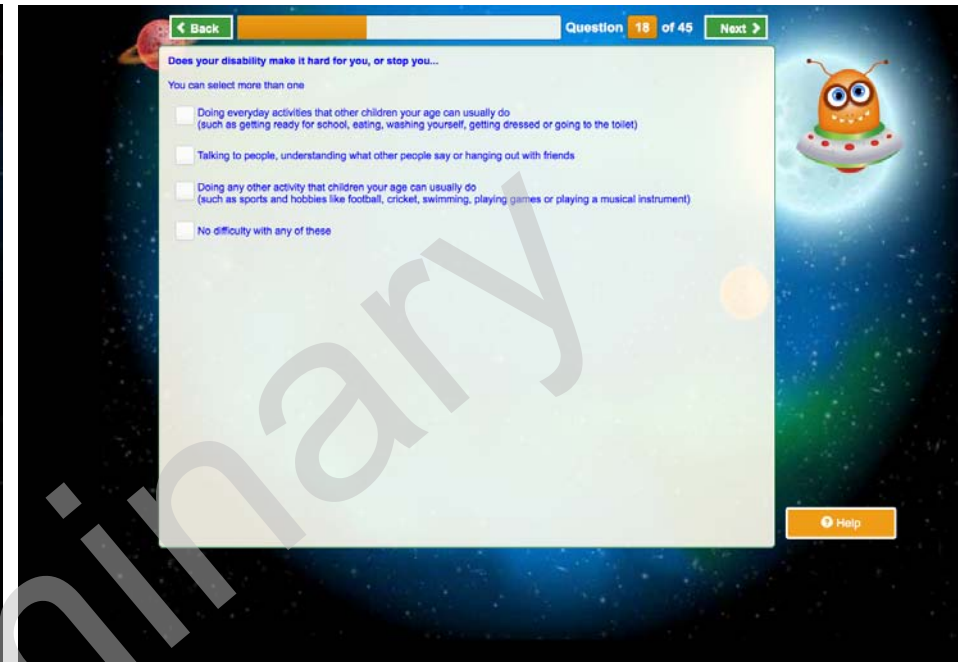 Back
Question 18 of 45
Next
Does your disability make it hard for you, or stop you...
You can select more than one
Doing everyday activities that other children your age can usually do
(such as getting ready for school, eating, washing yourself, getting dressed or going to the toilet)
Talking to people, understanding what other people say or hanging out with friends
Doing any other activity that children your age can usually do
(such as sports and hobbies like football, cricket, swimming, playing games or playing a musical instrument)
No difficulty with any of these
Help
inary